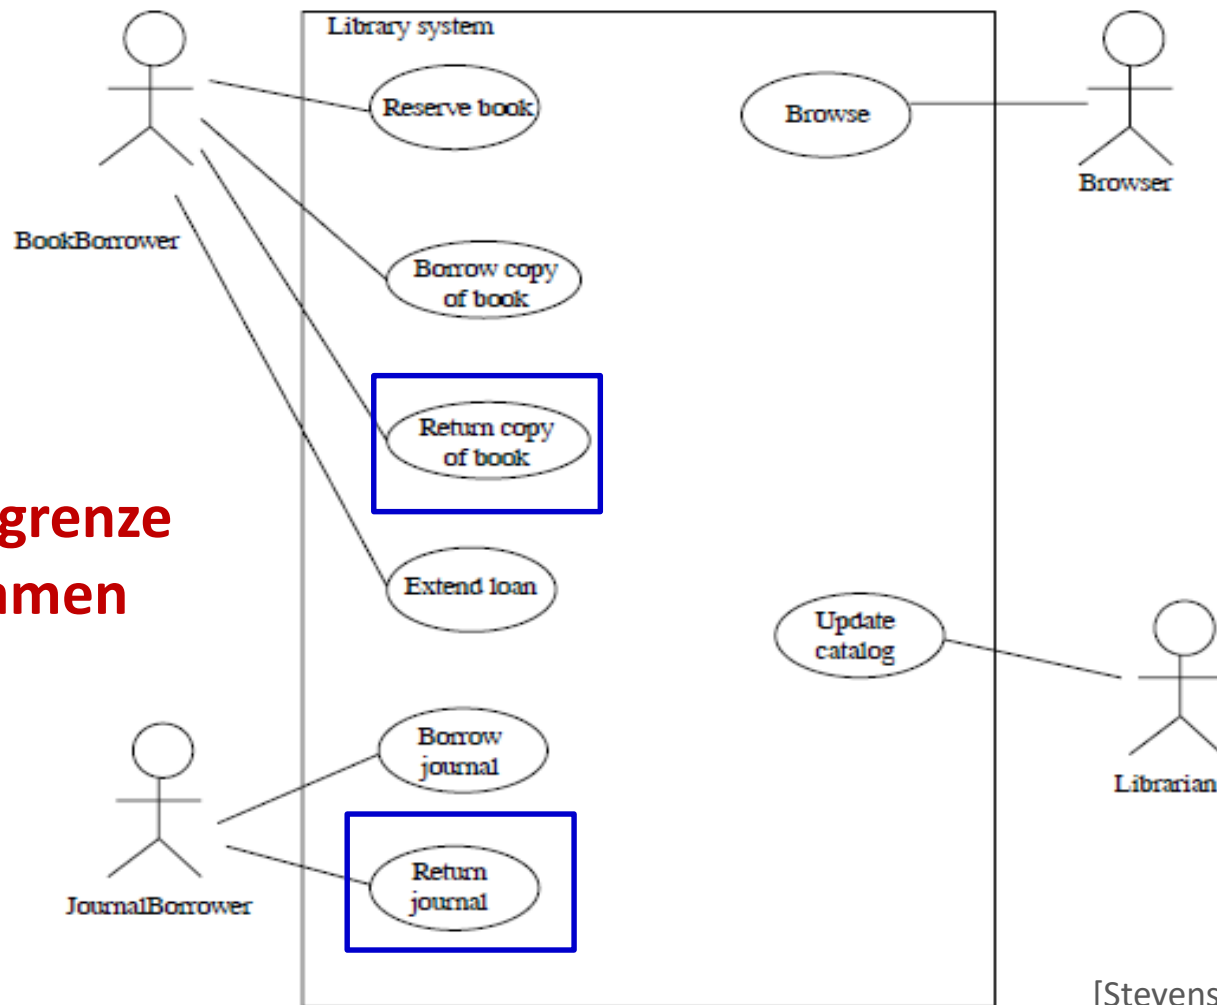 Library system
Reserve book
Browse
Browser
BookBorrower
Borrow copy
of book
Return copy
of book
grenze
Extend loan
Update
catalog
Borrow
journal
Librarian
Return
journal
JournalBorrower
[Stevens